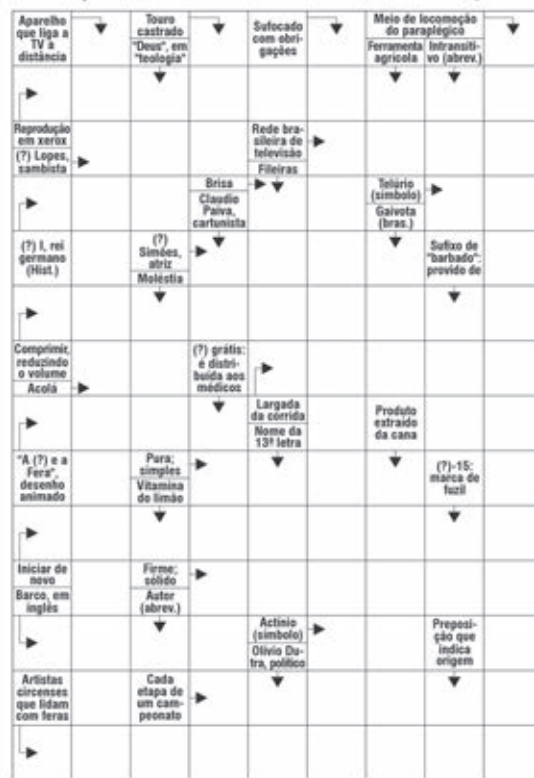 Aparelho
que liga a
TV à
distância
Touro
castrado
"Deus", em
"teologia"
Sufocado
com obri-
gações
Meio de locomoção
do paraplégico
Ferramenta
agrícola
Intransiti-
vo (abrev.)
Reprodução
em xerox
(?) Lopes,
sambista
Rede bra-
sileira de
televisão
Fileiras
Brisa
Claudio
Paiva,
cartunista
Telúrio
(símbolo)
Gaivota
(bras.)
(?) I, rei
germano
(Hist.)
(?)
Simões,
atriz
Moléstia
Sufixo de
"barbado":
provido de
Comprimir,
reduzindo
o volume
Acolá
(?) grátis:
é distri-
buída aos
médicos
Largada
da corrida
Nome da
13ª letra
Produto
extraído
da cana
"A (?) e a
Fera",
desenho
animado
Pura;
simples
Vitamina
do limão
(?)-15:
marca de
fuzil
Iniciar de
novo
Barco, em
inglês
Firme;
sólido
Autor
(abrev.)
Actínio
(símbolo)
Olívio Du-
tra, político
Preposi-
ção que
indica
origem
Artistas
circenses
que lidam
com feras
Cada
etapa de
um cam-
peonato